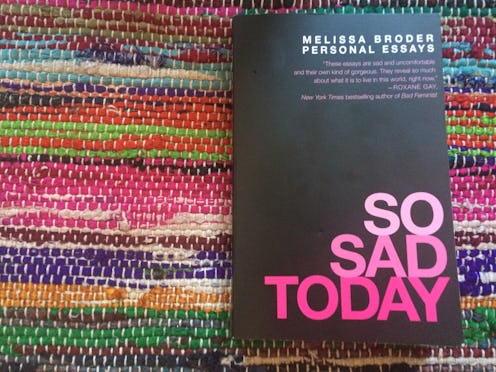 MELISSA BRODER
PERSONAL ESSAYS
"These essays are sad and uncomfortable
and their own kind of gorgeous. They reveal so much
about what it is to live in this world, right now."
—ROXANE GAY,
New York Times bestselling author of Bad Feminist
SO
SAD
TODAY